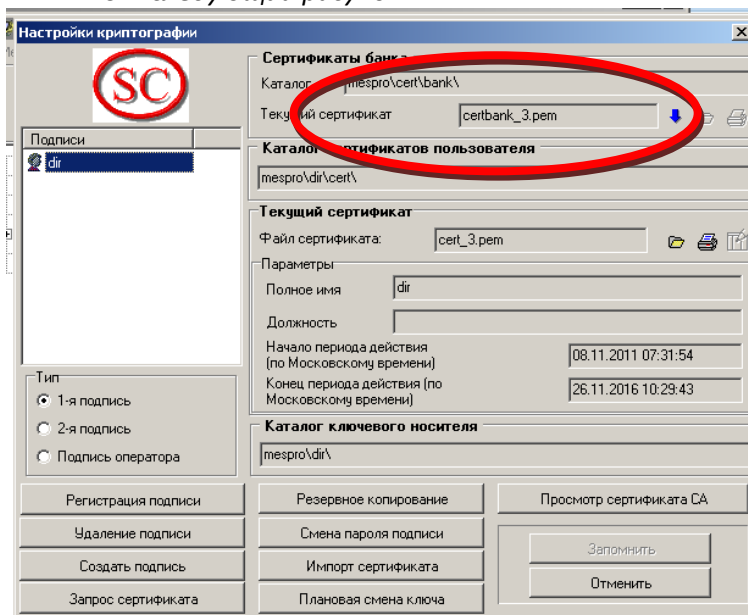 Настройки криптографии
SC
Подписи
dir
Тип
1-я подпись
2-я подпись
Подпись оператора
Сертификаты банка
Каталог mespro\cert\bank\
Текущий сертификат certbank_3.pem
Каталог сертификатов пользователя
mespro\dir\cert\
Текущий сертификат
Файл сертификата: cert_3.pem
Параметры
Полное имя dir
Должность
Начало периода действия
(по Московскому времени) 08.11.2011 07:31:54
Конец периода действия (по
Московскому времени) 26.11.2016 10:29:43
Каталог ключевого носителя
mespro\dir\
Регистрация подписи Резервное копирование Просмотр сертификата СА
Удаление подписи Смена пароля подписи
Запомнить
Создать подпись Импорт сертификата
Отменить
Запрос сертификата Плановая смена ключа